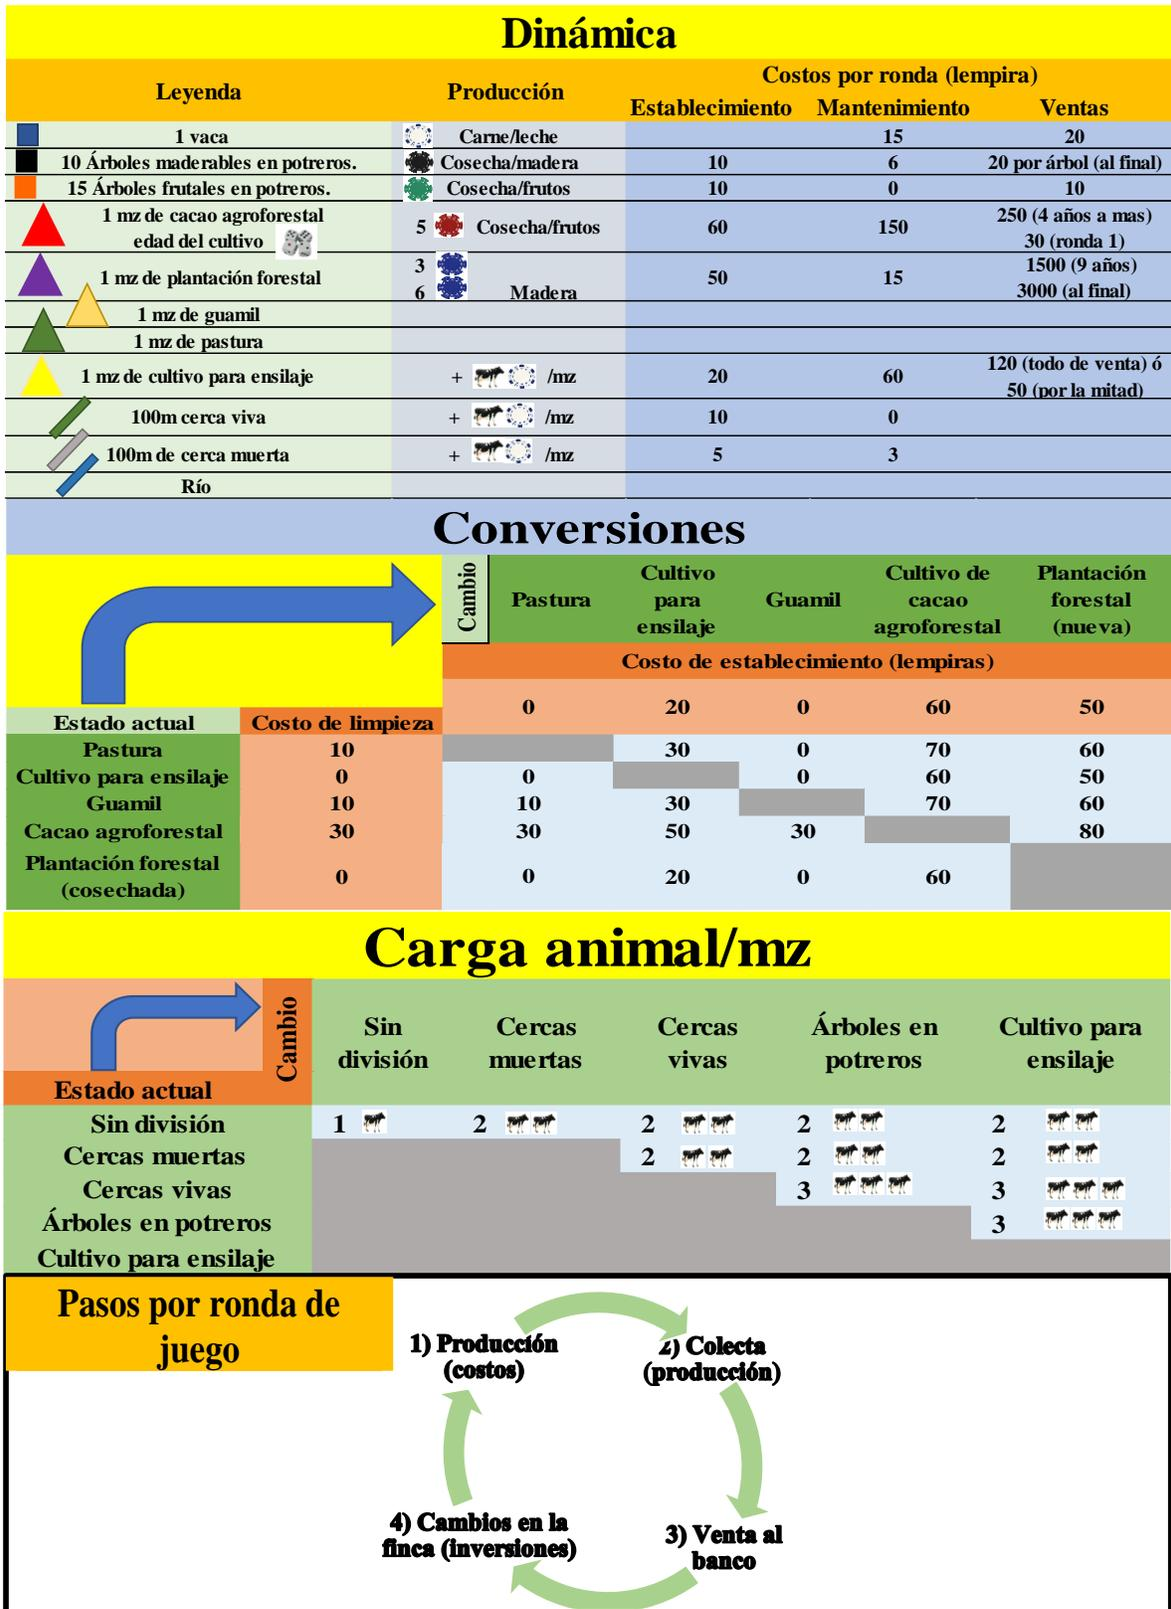 Dinámica
Leyenda
Producción
Costos por ronda (lempira)
Establecimiento Mantenimiento Ventas
1 vaca Carne/leche 15 20
10 Árboles maderables en potreros. Cosecha/madera 10 6 20 por árbol (al final)
15 Árboles frutales en potreros. Cosecha/frutos 10 0 10
1 mz de cacao agroforestal
edad del cultivo
5 Cosecha/frutos 60 150
250 (4 años a mas)
30 (ronda 1)
1 mz de plantación forestal
3
6 Madera
50 15
1500 (9 años)
3000 (al final)
1 mz de guamil
1 mz de pastura
1 mz de cultivo para ensilaje + /mz 20 60
120 (todo de venta) ó
50 (por la mitad)
100m cerca viva + /mz 10 0
100m de cerca muerta + /mz 5 3
Río
Conversiones
Cambio
Pastura
Cultivo
para
ensilaje
Guamil
Cultivo de
cacao
agroforestal
Plantación
forestal
(nueva)
Costo de establecimiento (lempiras)
0 20 0 60 50
Estado actual Costo de limpieza
Pastura 10 30 0 70 60
Cultivo para ensilaje 0 0 0 60 50
Guamil 10 10 30 70 60
Cacao agroforestal 30 30 50 30 80
Plantación forestal
(cosechada)
0 0 20 0 60
Carga animal/mz
Cambio
Sin
división
Cercas
muertas
Cercas
vivas
Árboles en
potreros
Cultivo para
ensilaje
Estado actual
Sin división 1 2 2 2 2
Cercas muertas 2 2 2
Cercas vivas 3 3
Árboles en potreros 3
Cultivo para ensilaje
Pasos por ronda de
juego
1) Producción
(costos)
2) Colecta
(producción)
3) Venta al
banco
4) Cambios en la
finca (inversiones)